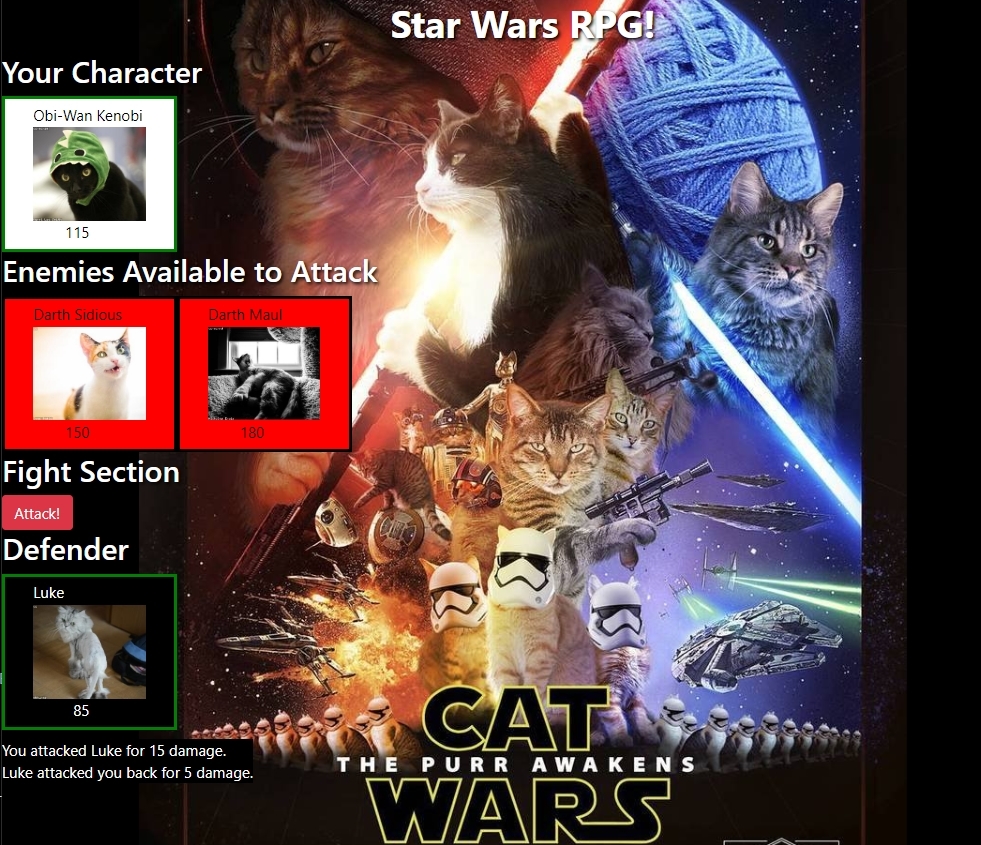 Star Wars RPG!
Your Character
Obi-Wan Kenobi
115
Enemies Available to Attack
Darth Sidious
Darth Maul
150
180
Fight Section
Attack!
Defender
Luke
85
You attacked Luke for 15 damage.
Luke attacked you back for 5 damage.
CAT
THE PURR AWAKENS
WARS